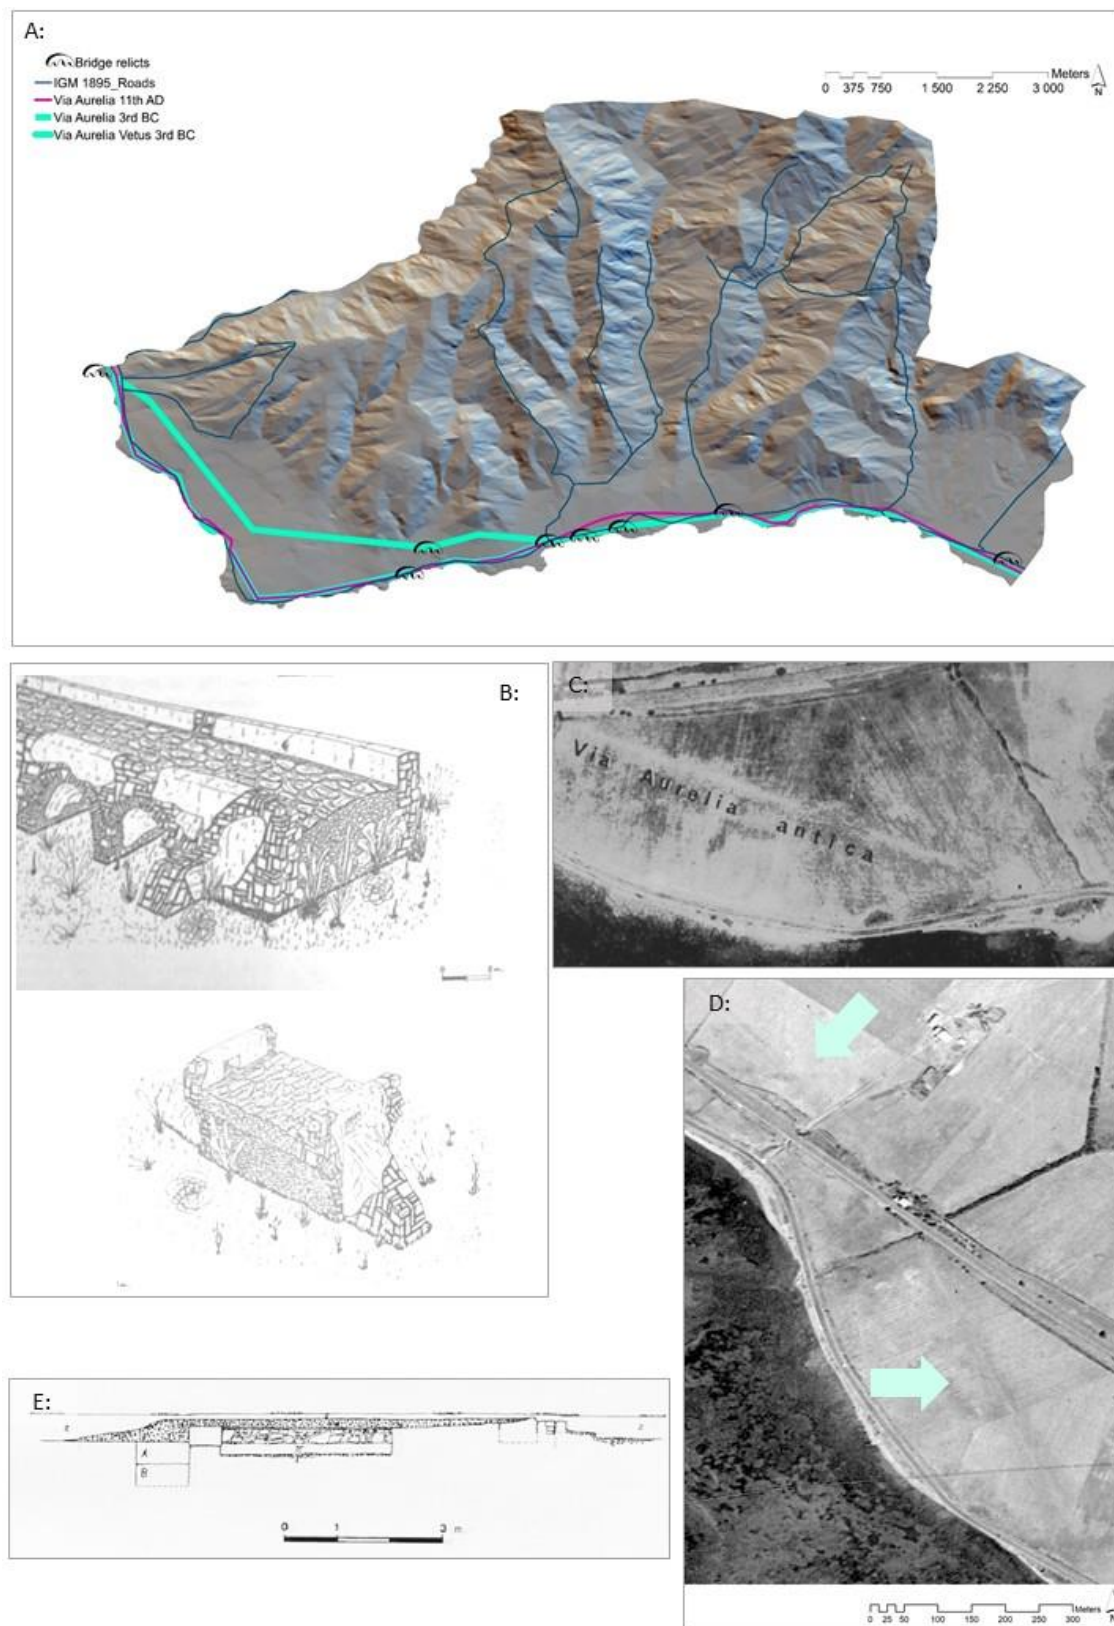 A:
Bridge relicts
IGM 1895_Roads
Via Aurelia 11th AD
Via Aurelia 3rd BC
Via Aurelia Vetus 3rd BC
Meters
0 375 750 1 500 2 250 3 000
N
B:
C:
Via Aurelia antica
D:
Meters
0 25 50 100 150 200 250 300
E:
A
B
0 1 3 m.